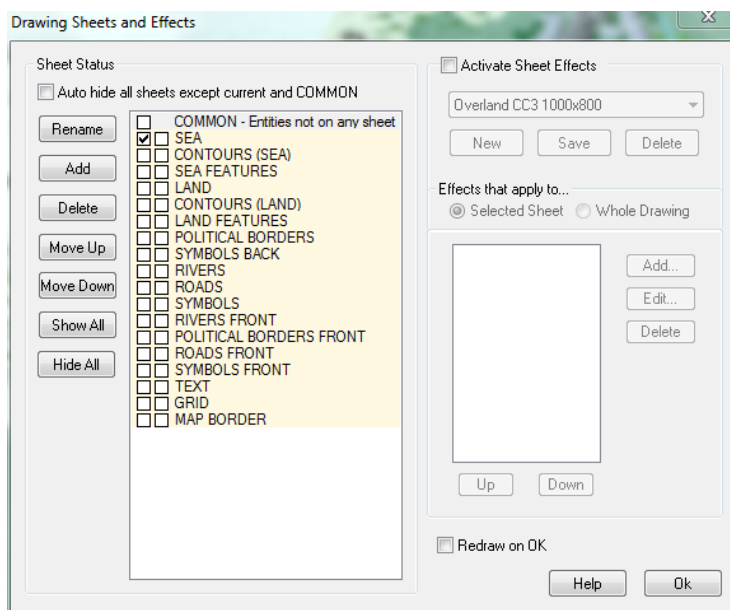 Drawing Sheets and Effects
Sheet Status
Auto hide all sheets except current and COMMON
Rename
Add
Delete
Move Up
Move Down
Show All
Hide All
COMMON - Entities not on any sheet
SEA
CONTOURS (SEA)
SEA FEATURES
LAND
CONTOURS (LAND)
LAND FEATURES
POLITICAL BORDERS
SYMBOLS BACK
RIVERS
ROADS
SYMBOLS
RIVERS FRONT
POLITICAL BORDERS FRONT
ROADS FRONT
SYMBOLS FRONT
TEXT
GRID
MAP BORDER
Activate Sheet Effects
Overland CC3 1000x800
New Save Delete
Effects that apply to...
Selected Sheet Whole Drawing
Add...
Edit...
Delete
Up Down
Redraw on OK
Help Ok